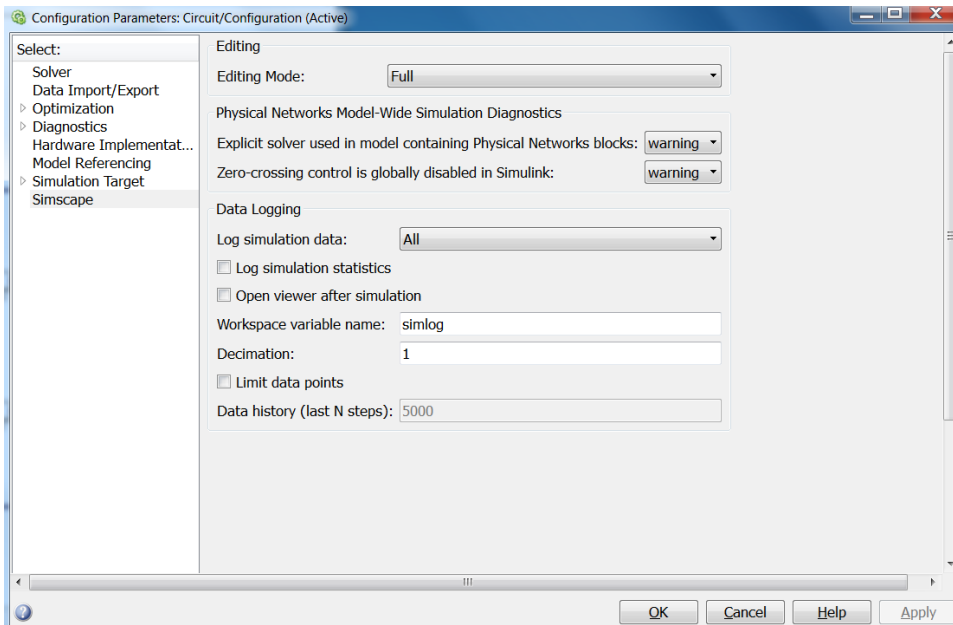 Configuration Parameters: Circuit/Configuration (Active)
Select:
Solver
Data Import/Export
Optimization
Diagnostics
Hardware Implementat...
Model Referencing
Simulation Target
Simscape
Editing
Editing Mode: Full
Physical Networks Model-Wide Simulation Diagnostics
Explicit solver used in model containing Physical Networks blocks: warning
Zero-crossing control is globally disabled in Simulink: warning
Data Logging
Log simulation data: All
Log simulation statistics
Open viewer after simulation
Workspace variable name: simlog
Decimation: 1
Limit data points
Data history (last N steps): 5000
OK Cancel Help Apply